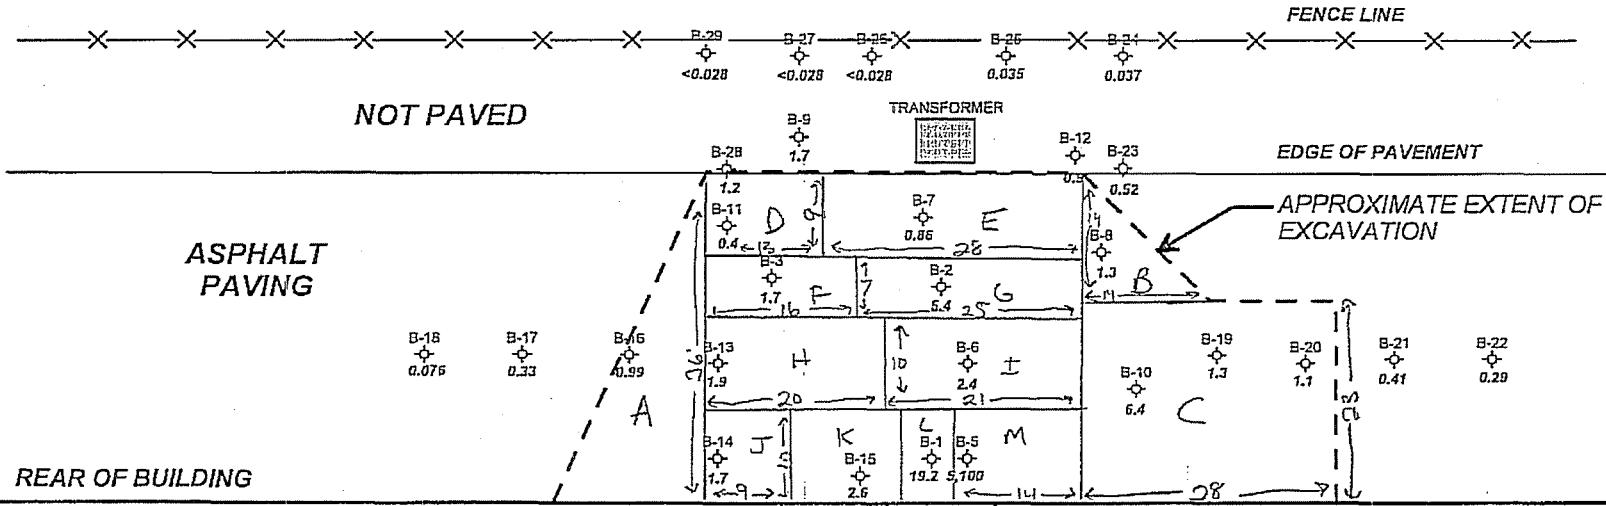 FENCE LINE
B-29 B-27 B-26 B-25 B-24
<0.028 <0.028 <0.028 0.035 0.037
NOT PAVED
TRANSFORMER
B-9
1.7
B-12
B-28
1.2
B-23
0.52
EDGE OF PAVEMENT
APPROXIMATE EXTENT OF
EXCAVATION
ASPHALT
PAVING
B-11
0.4
D
9
B-7
0.86
E
28
14
B-8
1.3
B
14
B-3
1.7
F
16
17
B-2
G
25
B-18
0.076
B-17
0.33
B-16
0.99
A
36'
B-13
1.9
H
20
10
B-6
2.4
I
21
B-19
1.3
B-20
1.1
B-21
0.41
B-22
0.29
B-10
6.4
C
28
B-14
1.7
J
9
K
B-15
2.6
L
B-1
19.2
B-5
5,100
M
14
REAR OF BUILDING